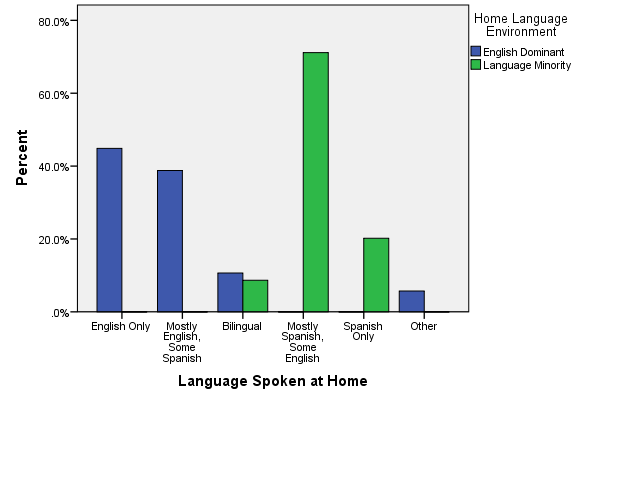 80.0%
60.0%
40.0%
20.0%
.0%
Percent
English Only
Mostly
English,
Some
Spanish
Bilingual
Mostly
Spanish,
Some
English
Spanish
Only
Other
Language Spoken at Home
Home Language
Environment
English Dominant
Language Minority